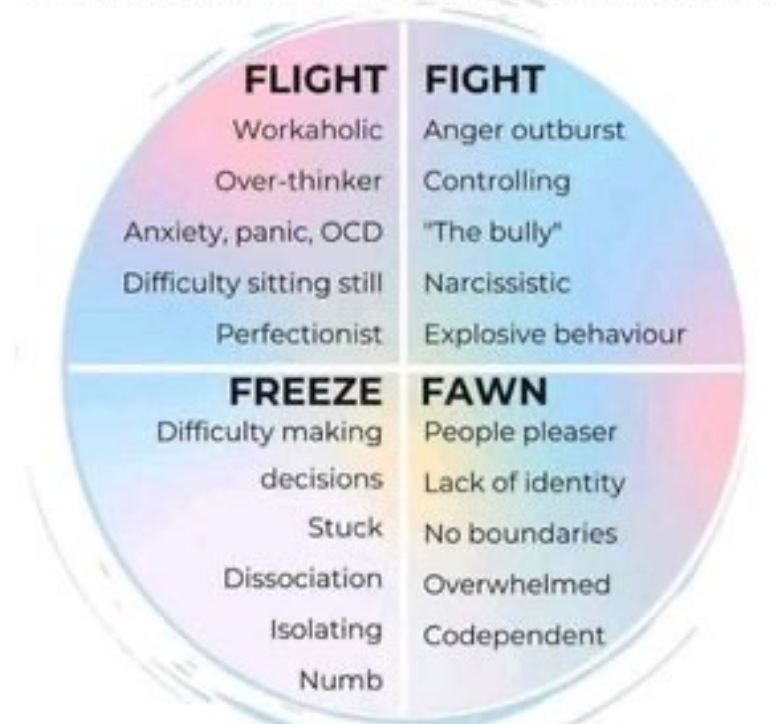 FLIGHT
Workaholic
Over-thinker
Anxiety, panic, OCD
Difficulty sitting still
Perfectionist
FIGHT
Anger outburst
Controlling
"The bully"
Narcissistic
Explosive behaviour
FREEZE
Difficulty making
decisions
Stuck
Dissociation
Isolating
Numb
FAWN
People pleaser
Lack of identity
No boundaries
Overwhelmed
Codependent